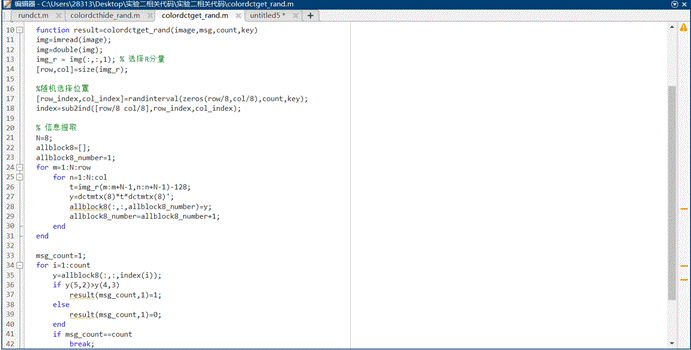 编辑器 - C:\Users\28313\Desktop\实验二相关代码\实验二相关代码\colordctget_rand.m
rundct.m × colordcthide_rand.m × colordctget_rand.m × untitled5 * × +
10 function result=colordctget_rand(image,msg,count,key)
11 img=imread(image);
12 img=double(img);
13 img_r = img(:,:,1); % 选择R分量
14 [row,col]=size(img_r);
15
16 %随机选择位置
17 [row_index,col_index]=randinterval(zeros(row/8,col/8),count,key);
18 index=sub2ind([row/8 col/8],row_index,col_index);
19
20 % 信息提取
21 N=8;
22 allblock8=[];
23 allblock8_number=1;
24 for m=1:N:row
25 for n=1:N:col
26 t=img_r(m:m+N-1,n:n+N-1)-128;
27 y=dctmtx(8)*t*dctmtx(8)';
28 allblock8(:,:,allblock8_number)=y;
29 allblock8_number=allblock8_number+1;
30 end
31 end
32
33 msg_count=1;
34 for i=1:count
35 y=allblock8(:,:,index(i));
36 if y(5,2)>y(4,3)
37 result(msg_count,1)=1;
38 else
39 result(msg_count,1)=0;
40 end
41 if msg_count==count
42 break;